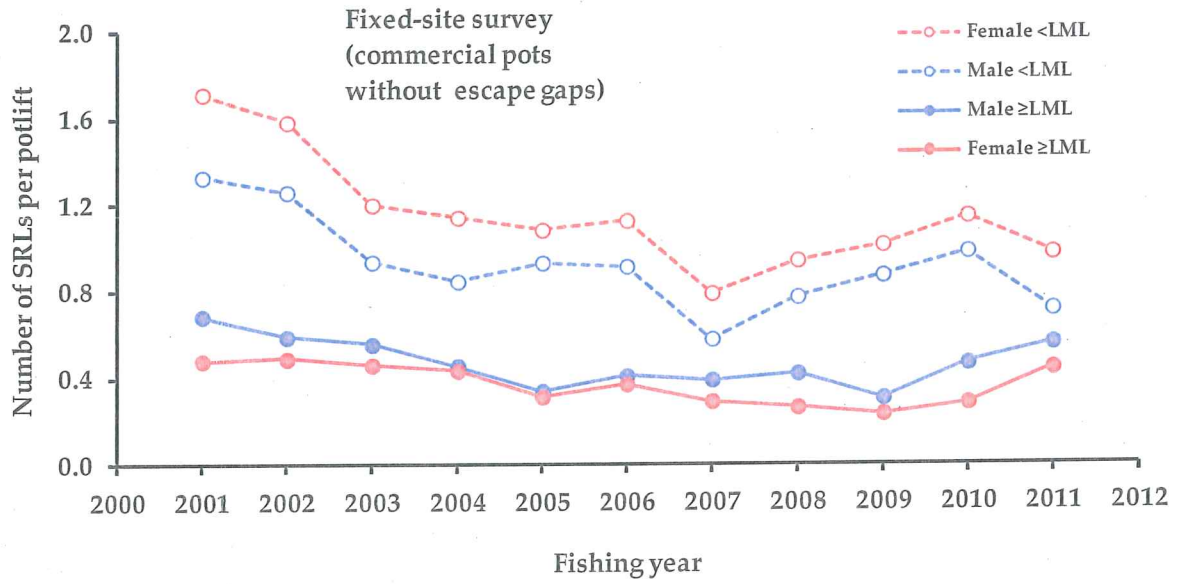 Fixed-site survey
(commercial pots
without escape gaps)
Female <LML
Male <LML
Male ≥LML
Female ≥LML
Number of SRLs per potlift
2.0
1.6
1.2
0.8
0.4
0.0
2000 2001 2002 2003 2004 2005 2006 2007 2008 2009 2010 2011 2012
Fishing year